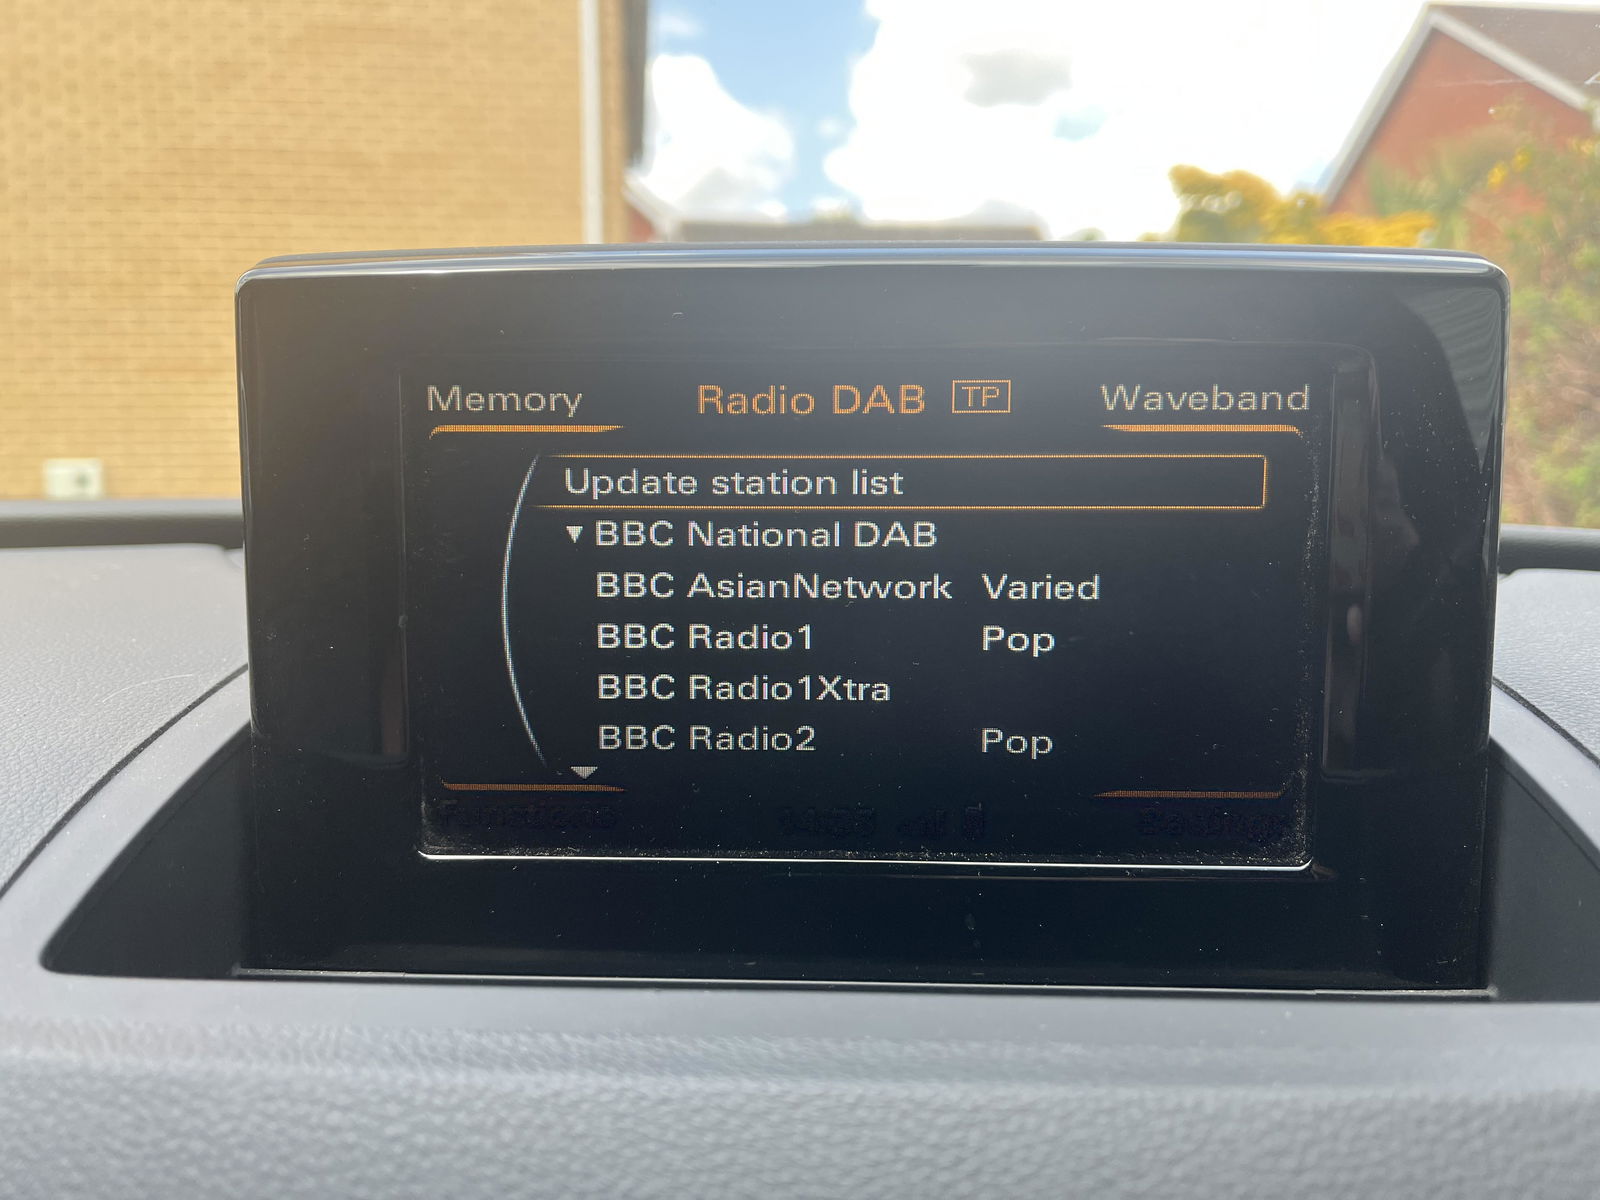 Memory Radio DAB TP Waveband
Update station list
▼ BBC National DAB
BBC AsianNetwork Varied
BBC Radio1 Pop
BBC Radio1Xtra
BBC Radio2 Pop